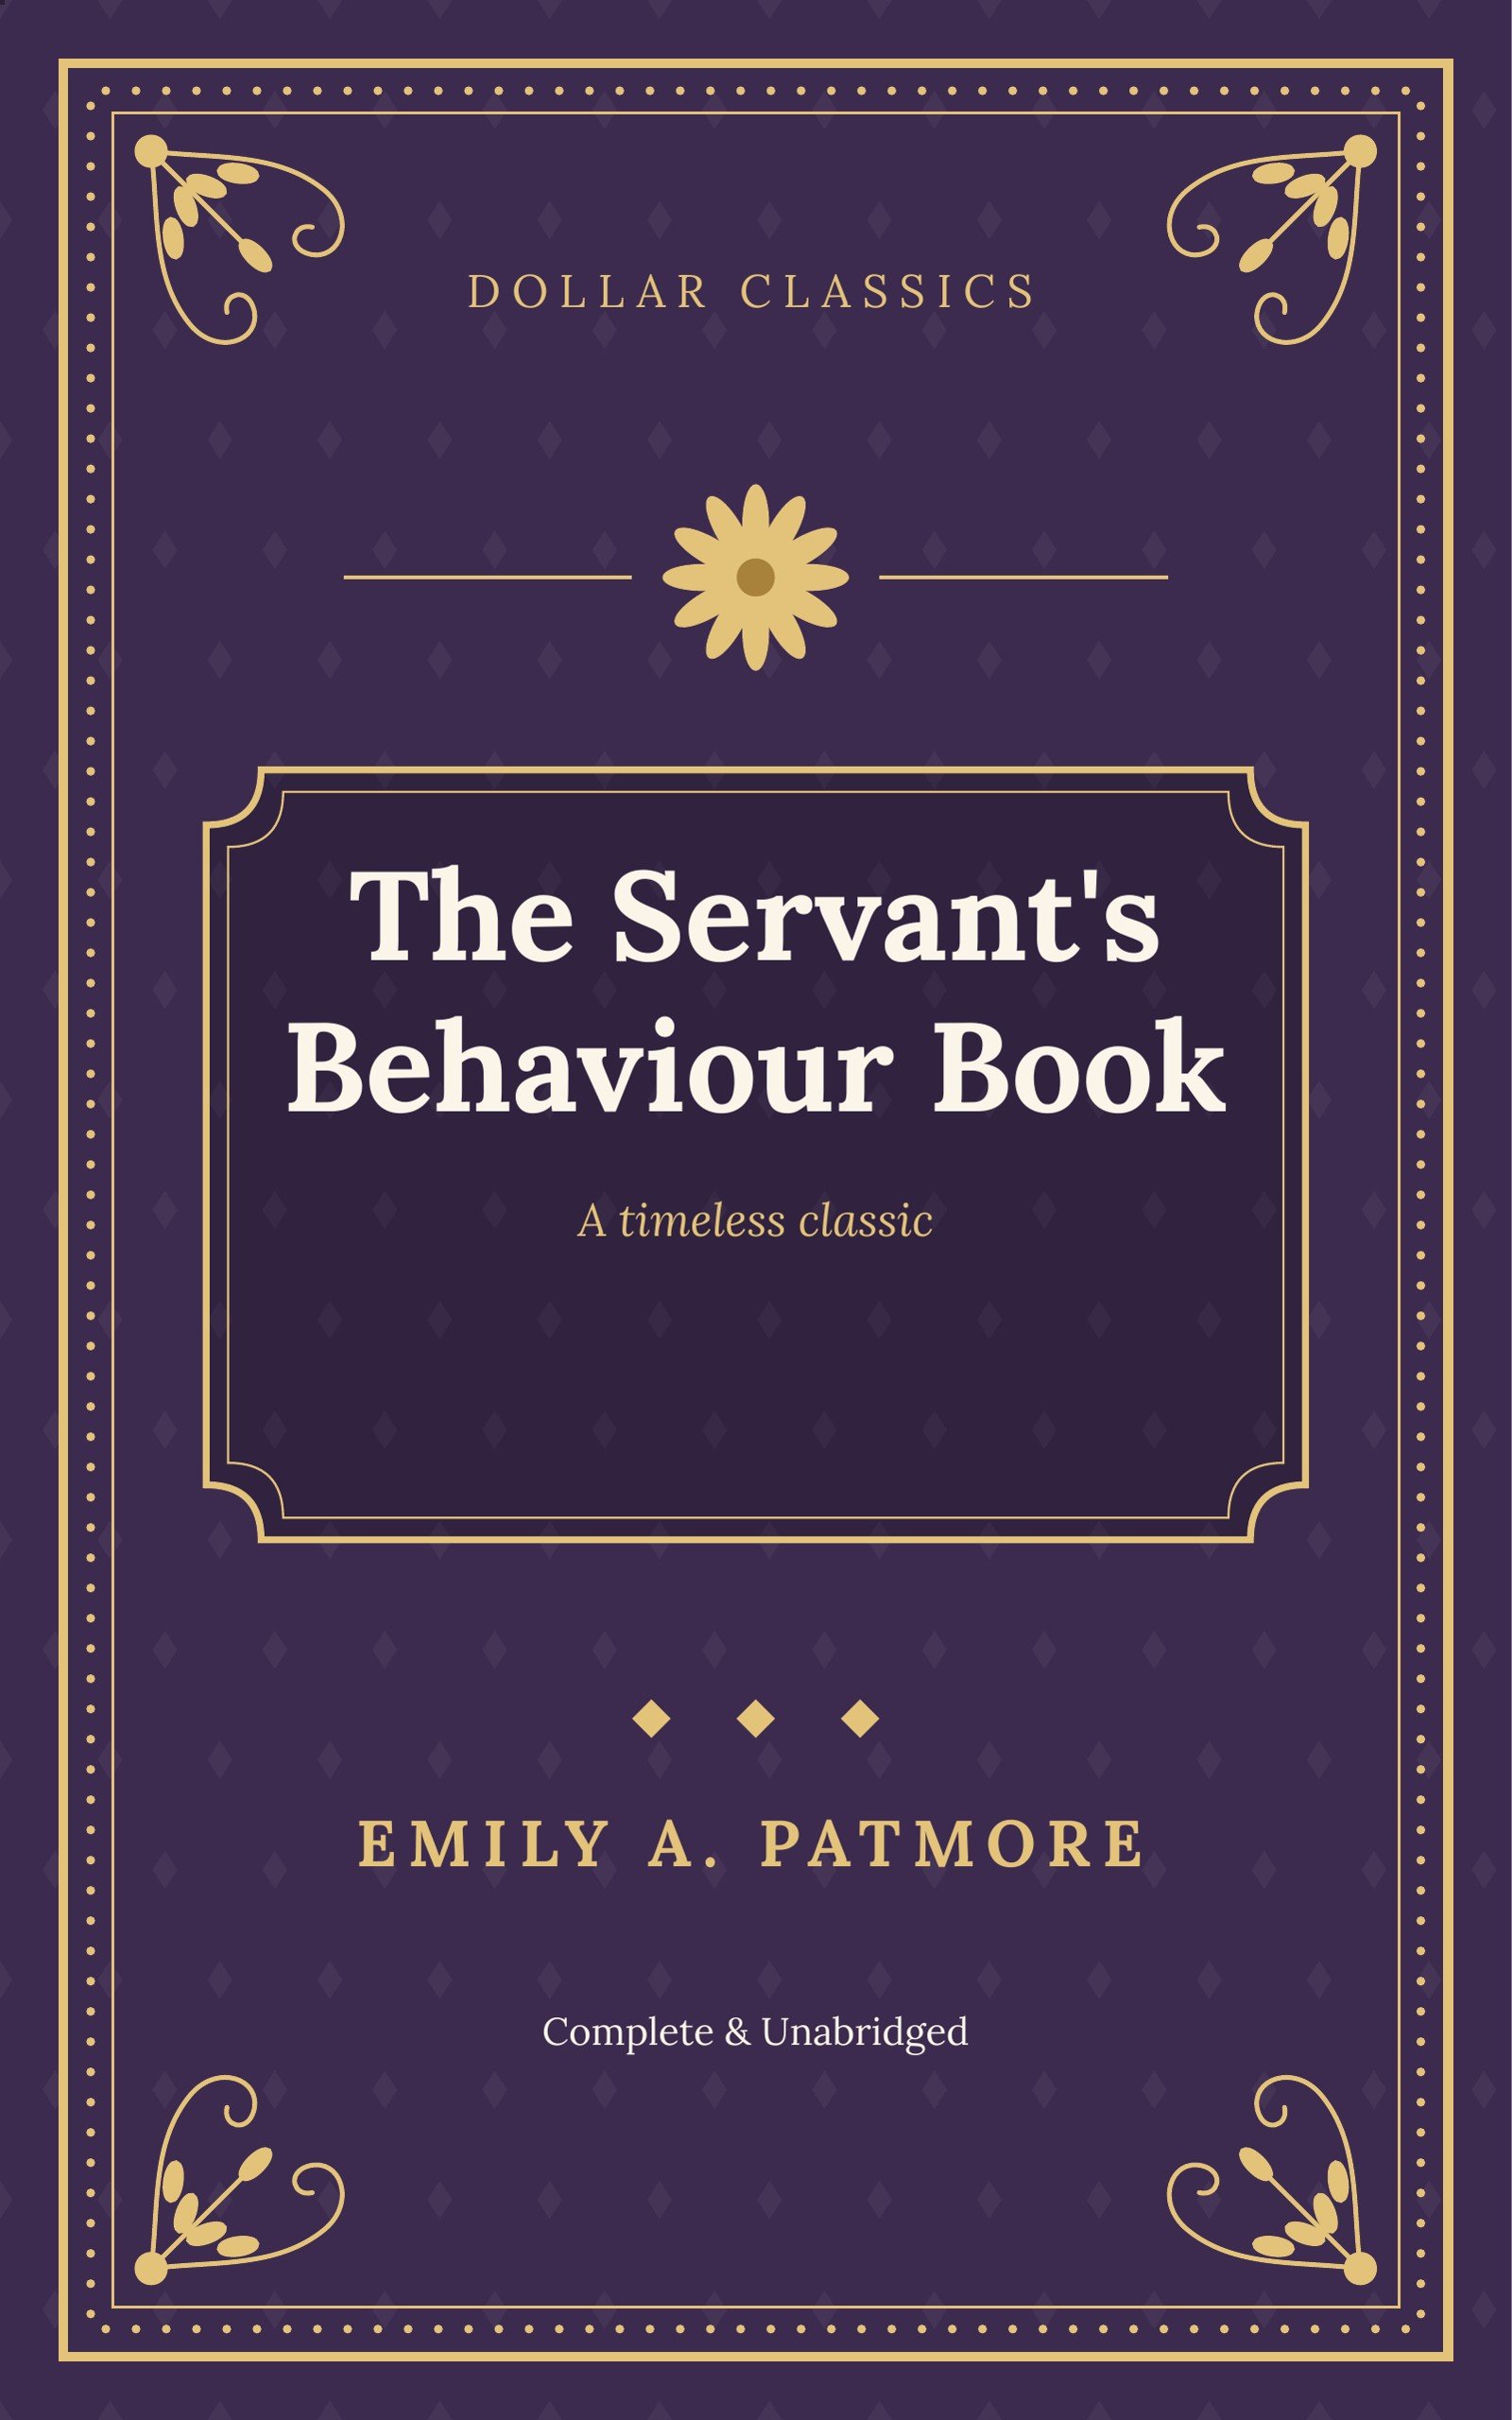 DOLLAR CLASSICS
The Servant's
Behaviour Book
A timeless classic
EMILY A. PATMORE
Complete & Unabridged